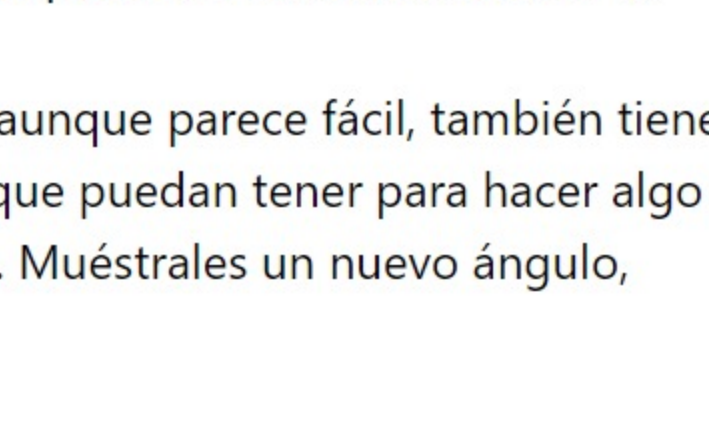 aunque parece fácil, también tiene
que puedan tener para hacer algo
. Muéstrales un nuevo ángulo,